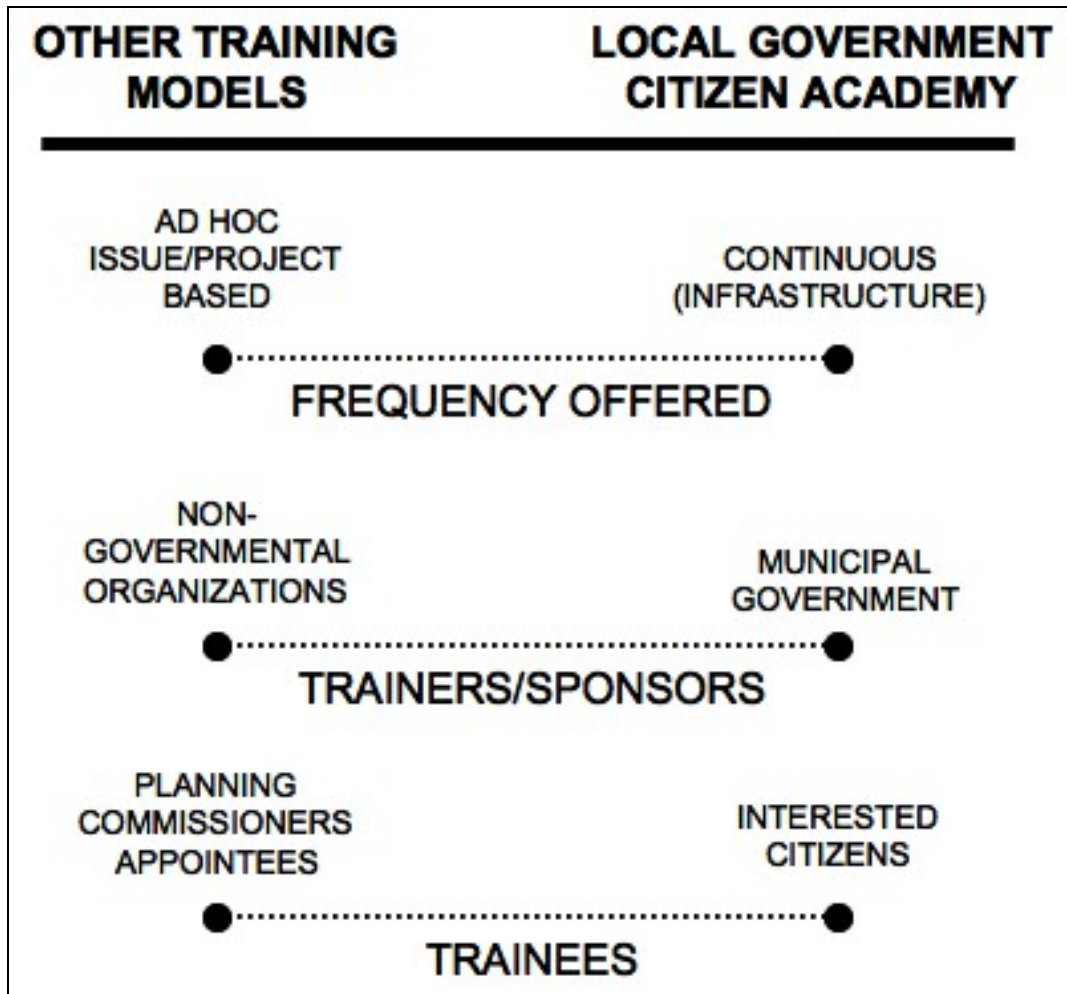 OTHER TRAINING
MODELS
LOCAL GOVERNMENT
CITIZEN ACADEMY
AD HOC
ISSUE/PROJECT
BASED
CONTINUOUS
(INFRASTRUCTURE)
FREQUENCY OFFERED
NON-
GOVERNMENTAL
ORGANIZATIONS
MUNICIPAL
GOVERNMENT
TRAINERS/SPONSORS
PLANNING
COMMISSIONERS
APPOINTEES
INTERESTED
CITIZENS
TRAINEES